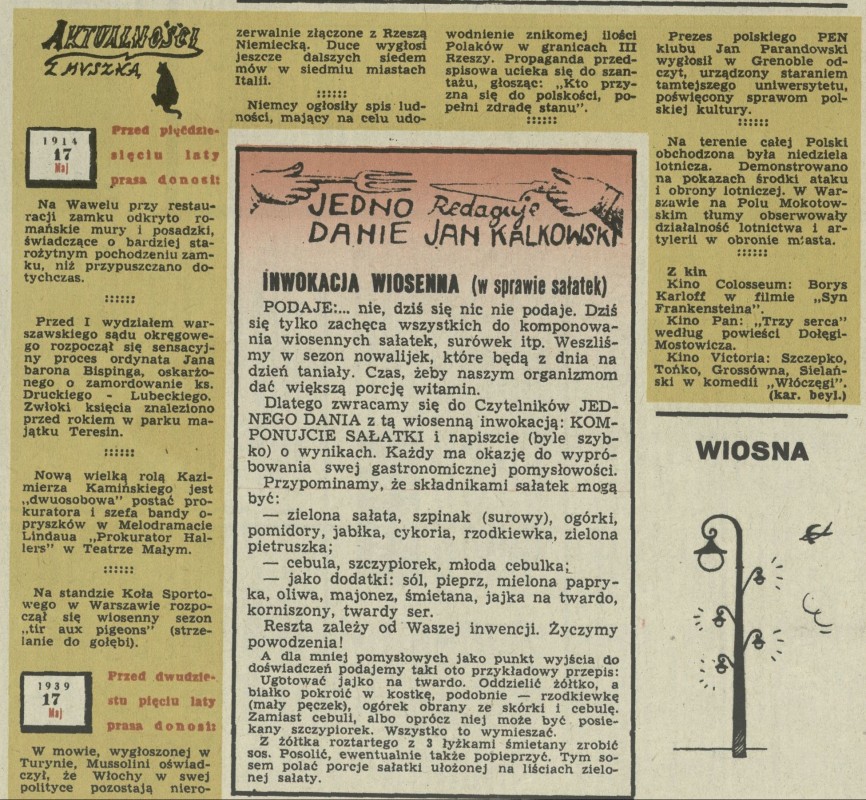 AKTUALNOŚCI
Z MYSZKĄ
1914
17
Maj
Przed pięćdzie-
sięciu laty
prasa donosi:
Na Wawelu przy restau-
racji zamku odkryto ro-
mańskie mury i posadzki,
świadczące o bardziej sta-
rożytnym pochodzeniu zam-
ku, niż przypuszczano do-
tychczas.
::::::
Przed I wydziałem war-
szawskiego sądu okręgowe-
go rozpoczął się sensacyj-
ny proces ordynata Jana
barona Bispinga, oskarżo-
nego o zamordowanie ks.
Druckiego - Lubeckiego.
Zwłoki księcia znaleziono
przed rokiem w parku ma-
jątku Teresin.
::::::
Nową wielką rolą Kazi-
mierza Kamińskiego jest
„dwuosobowa" postać pro-
kuratora i szefa bandy o-
pryszków w Melodramacie
Lindaua „Prokurator Hal-
lers" w Teatrze Małym.
::::::
Na standzie Koła Sporto-
wego w Warszawie rozpo-
czął się wiosenny sezon
„tir aux pigeons" (strze-
lanie do gołębi).
1939
17
Maj
Przed dwudzie-
stu pięciu laty
prasa donosi:
W mowie, wygłoszonej w
Turynie, Mussolini oświad-
czył, że Włochy w swej
polityce pozostają niero-
zerwalnie złączone z Rzeszą
Niemiecką. Duce wygłosi
jeszcze dalszych siedem
mów w siedmiu miastach
Italii.
::::::
Niemcy ogłosiły spis lud-
ności, mający na celu udo-
wodnienie znikomej ilości
Polaków w granicach III
Rzeszy. Propaganda przed-
spisowa ucieka się do szan-
tażu, głosząc: „Kto przy-
zna się do polskości, po-
pełni zdradę stanu".
::::::
Prezes polskiego PEN
klubu Jan Parandowski
wygłosił w Grenoble od-
czyt, urządzony staraniem
tamtejszego uniwersytetu,
poświęcony sprawom pol-
skiej kultury.
::::::
Na terenie całej Polski
obchodzona była niedziela
lotnicza. Demonstrowano
na pokazach środki ataku
i obrony lotniczej. W War-
szawie na Polu Mokotow-
skim tłumy obserwowały
działalność lotnictwa i ar-
tylerii w obronie miasta.
::::::
Z kin
Kino Colosseum: Borys
Karloff w filmie „Syn
Frankensteina".
Kino Pan: „Trzy serca"
według powieści Dołęgi-
Mostowicza.
Kino Victoria: Szczepko,
Tońko, Grossówna, Sielań-
ski w komedii „Włóczęgi".
(kar. beyl.)
JEDNO Redaguje
DANIE JAN KALKOWSKI
INWOKACJA WIOSENNA (w sprawie sałatek)
PODAJE:... nie, dziś się nic nie podaje. Dziś
się tylko zachęca wszystkich do komponowa-
nia wiosennych sałatek, surówek itp. Weszliś-
my w sezon nowalijek, które będą z dnia na
dzień taniały. Czas, żeby naszym organizmom
dać większą porcję witamin.
Dlatego zwracamy się do Czytelników JED-
NEGO DANIA z tą wiosenną inwokacją: KOM-
PONUJCIE SAŁATKI i napiszcie (byle szyb-
ko) o wynikach. Każdy ma okazję do wypró-
bowania swej gastronomicznej pomysłowości.
Przypominamy, że składnikami sałatek mogą
być:
— zielona sałata, szpinak (surowy), ogórki,
pomidory, jabłka, cykoria, rzodkiewka, zielona
pietruszka;
— cebula, szczypiorek, młoda cebulka;
— jako dodatki: sól, pieprz, mielona papry-
ka, oliwa, majonez, śmietana, jajka na twardo,
korniszony, twardy ser.
Reszta zależy od Waszej inwencji. Życzymy
powodzenia!
A dla mniej pomysłowych jako punkt wyjścia do
doświadczeń podajemy taki oto przykładowy przepis:
Ugotować jajko na twardo. Oddzielić żółtko, a
białko pokroić w kostkę, podobnie — rzodkiewkę
(mały pęczek), ogórek obrany ze skórki i cebulę.
Zamiast cebuli, albo oprócz niej może być posie-
kany szczypiorek. Wszystko to wymieszać.
Z żółtka roztartego z 3 łyżkami śmietany zrobić
sos. Posolić, ewentualnie także popieprzyć. Tym so-
sem polać porcje sałatki ułożonej na liściach zielo-
nej sałaty.
WIOSNA